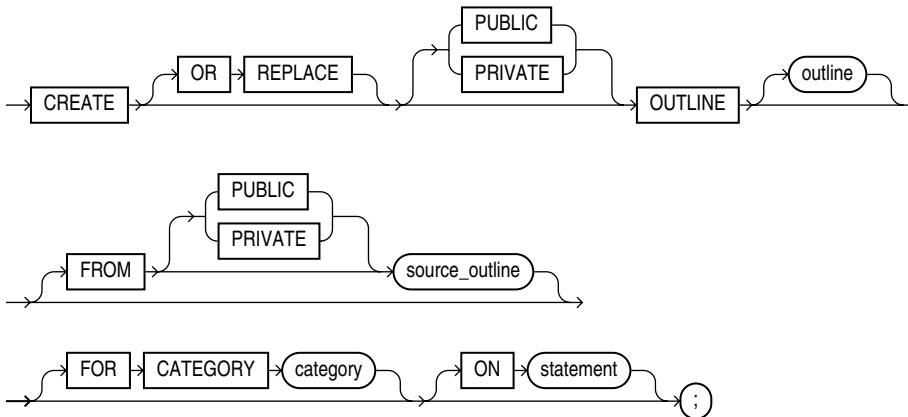 PUBLIC
OR REPLACE PRIVATE outline
CREATE OUTLINE
PUBLIC
PRIVATE
FROM source_outline
FOR CATEGORY category ON statement
;